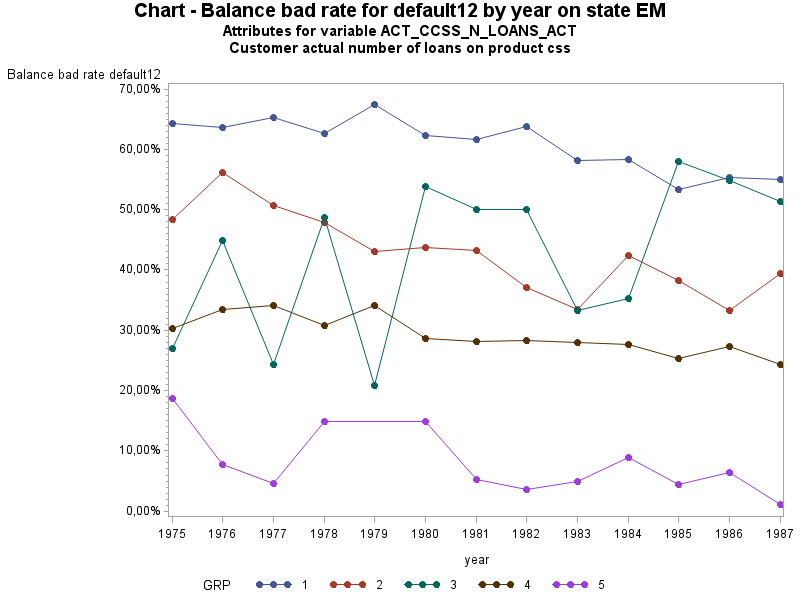 Chart - Balance bad rate for default12 by year on state EM
Attributes for variable ACT_CCSS_N_LOANS_ACT
Customer actual number of loans on product css
Balance bad rate default12
70,00%
60,00%
50,00%
40,00%
30,00%
20,00%
10,00%
0,00%
1975 1976 1977 1978 1979 1980 1981 1982 1983 1984 1985 1986 1987
year
GRP 1 2 3 4 5